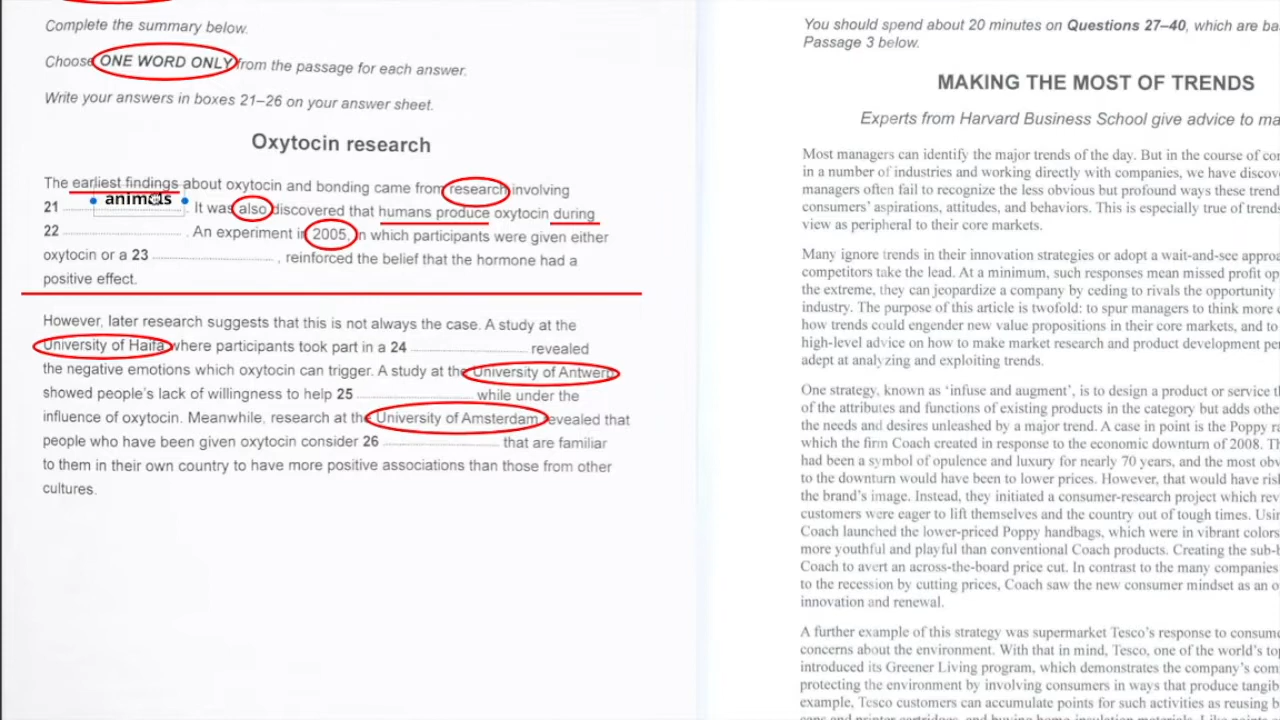 Complete the summary below.
Choose ONE WORD ONLY from the passage for each answer.
Write your answers in boxes 21–26 on your answer sheet.
Oxytocin research
The earliest findings about oxytocin and bonding came from research involving
21 animals. It was also discovered that humans produce oxytocin during
22 .................... . An experiment in 2005, in which participants were given either
oxytocin or a 23 .................... , reinforced the belief that the hormone had a
positive effect.
However, later research suggests that this is not always the case. A study at the
University of Haifa where participants took part in a 24 .................... revealed
the negative emotions which oxytocin can trigger. A study at the University of Antwerp
showed people's lack of willingness to help 25 .................... while under the
influence of oxytocin. Meanwhile, research at the University of Amsterdam revealed that
people who have been given oxytocin consider 26 .................... that are familiar
to them in their own country to have more positive associations than those from other
cultures.
You should spend about 20 minutes on Questions 27–40, which are ba
Passage 3 below.
MAKING THE MOST OF TRENDS
Experts from Harvard Business School give advice to ma
Most managers can identify the major trends of the day. But in the course of con
in a number of industries and working directly with companies, we have discov
managers often fail to recognize the less obvious but profound ways these trend
consumers' aspirations, attitudes, and behaviors. This is especially true of trends
view as peripheral to their core markets.
Many ignore trends in their innovation strategies or adopt a wait-and-see approa
competitors take the lead. At a minimum, such responses mean missed profit op
the extreme, they can jeopardize a company by ceding to rivals the opportunity
industry. The purpose of this article is twofold: to spur managers to think more
how trends could engender new value propositions in their core markets, and to
high-level advice on how to make market research and product development per
adept at analyzing and exploiting trends.
One strategy, known as 'infuse and augment', is to design a product or service t
of the attributes and functions of existing products in the category but adds othe
the needs and desires unleashed by a major trend. A case in point is the Poppy ra
which the firm Coach created in response to the economic downturn of 2008. Th
had been a symbol of opulence and luxury for nearly 70 years, and the most obv
to the downturn would have been to lower prices. However, that would have risk
the brand's image. Instead, they initiated a consumer-research project which rev
customers were eager to lift themselves and the country out of tough times. Usin
Coach launched the lower-priced Poppy handbags, which were in vibrant colors
more youthful and playful than conventional Coach products. Creating the sub-b
Coach to avert an across-the-board price cut. In contrast to the many companies
to the recession by cutting prices, Coach saw the new consumer mindset as an o
innovation and renewal.
A further example of this strategy was supermarket Tesco's response to consume
concerns about the environment. With that in mind, Tesco, one of the world's top
introduced its Greener Living program, which demonstrates the company's com
protecting the environment by involving consumers in ways that produce tangib
example, Tesco customers can accumulate points for such activities as reusing b